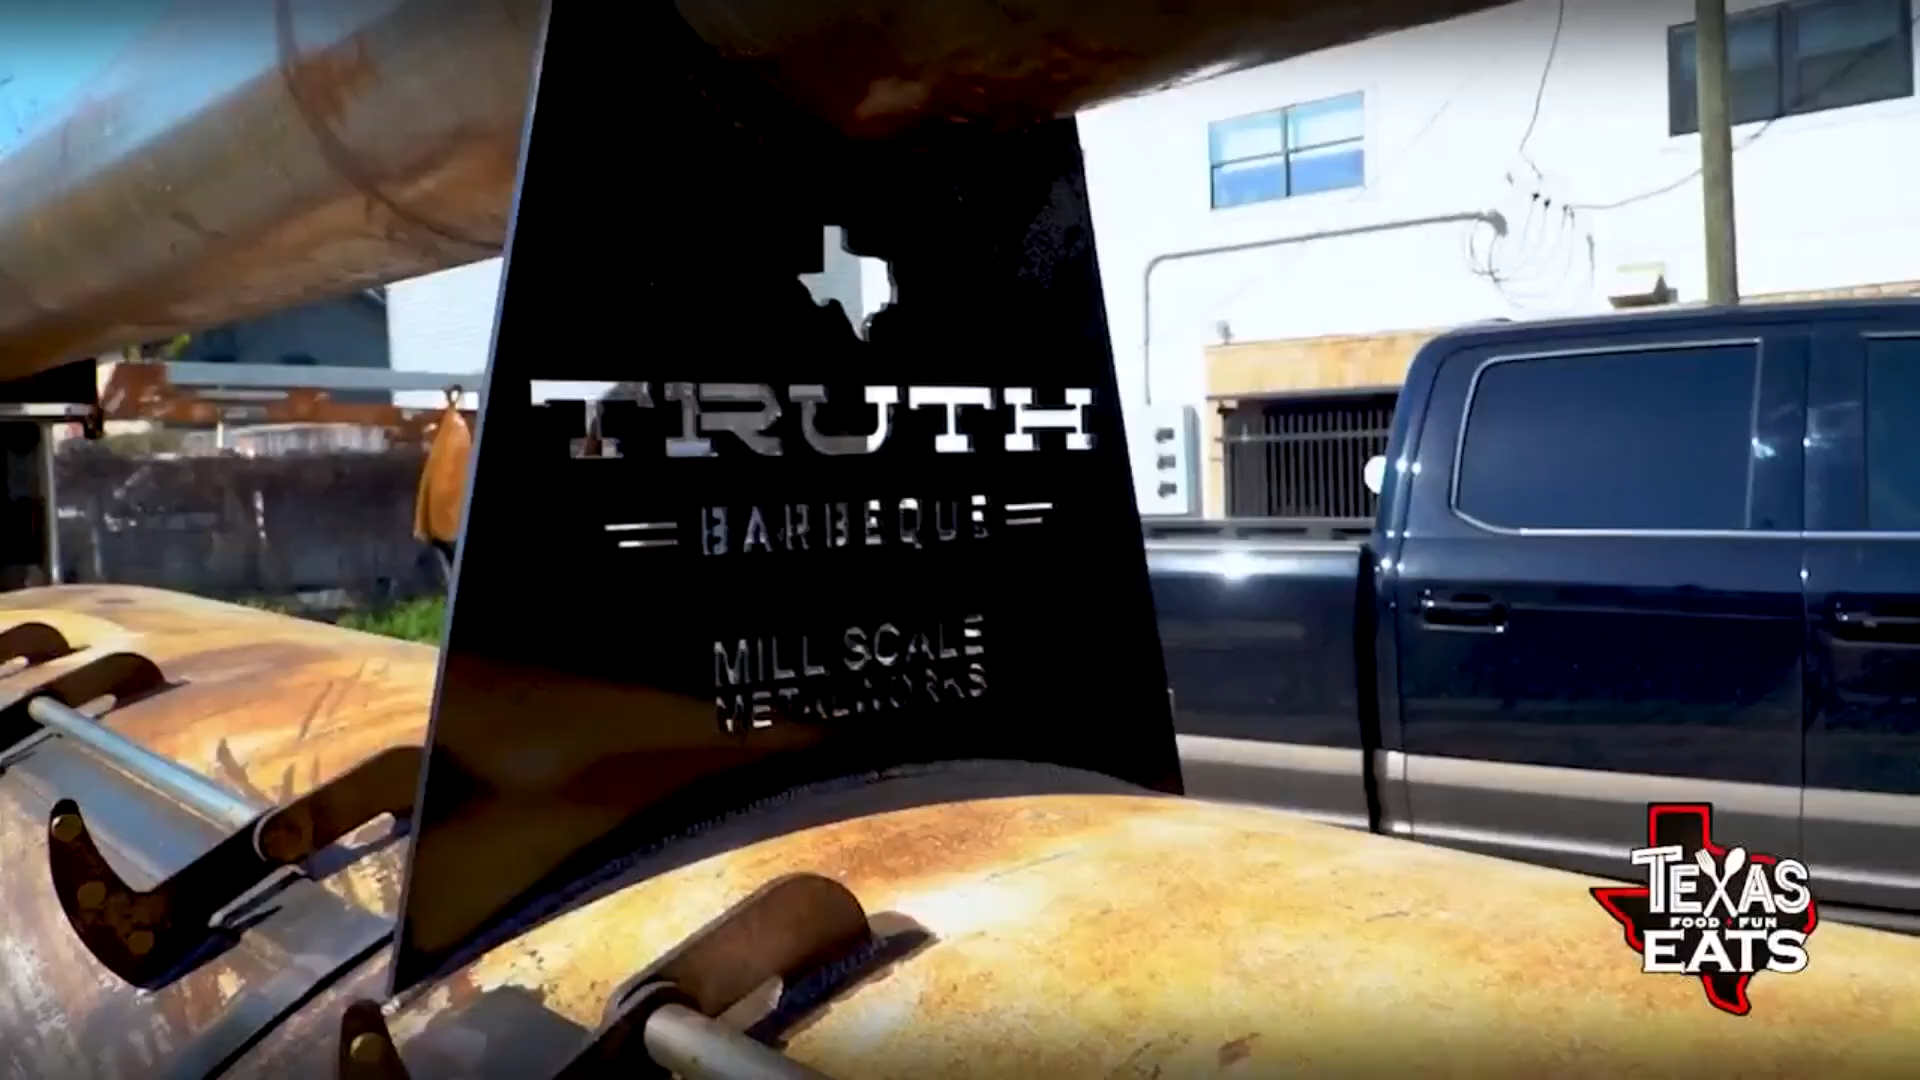 TRUTH
BARBEQUE
MILL SCALE
METALWORKS
TEXAS
FOOD FUN
EATS